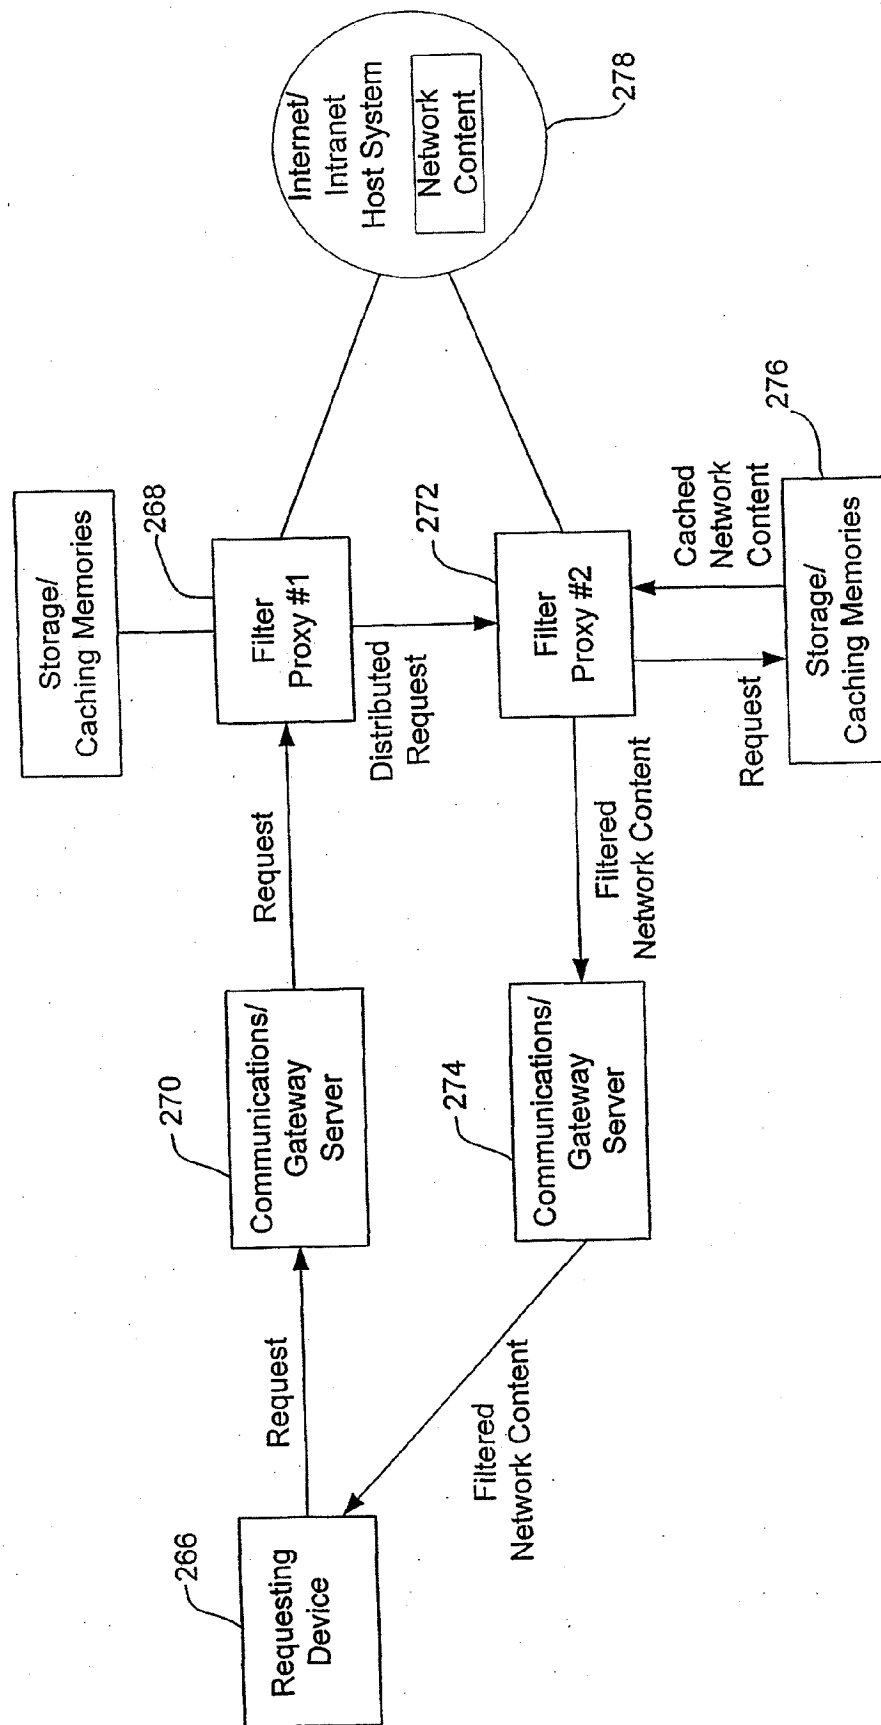 Storage/
Caching Memories
268
Filter
Proxy #1
Internet/
Intranet
Host System
Network
Content
278
270
Communications/
Gateway
Server
Request
Distributed
Request
266
Requesting
Device
Request
272
Filter
Proxy #2
274
Communications/
Gateway
Server
Filtered
Network Content
Filtered
Network Content
Request
Cached
Network
Content
276
Storage/
Caching Memories